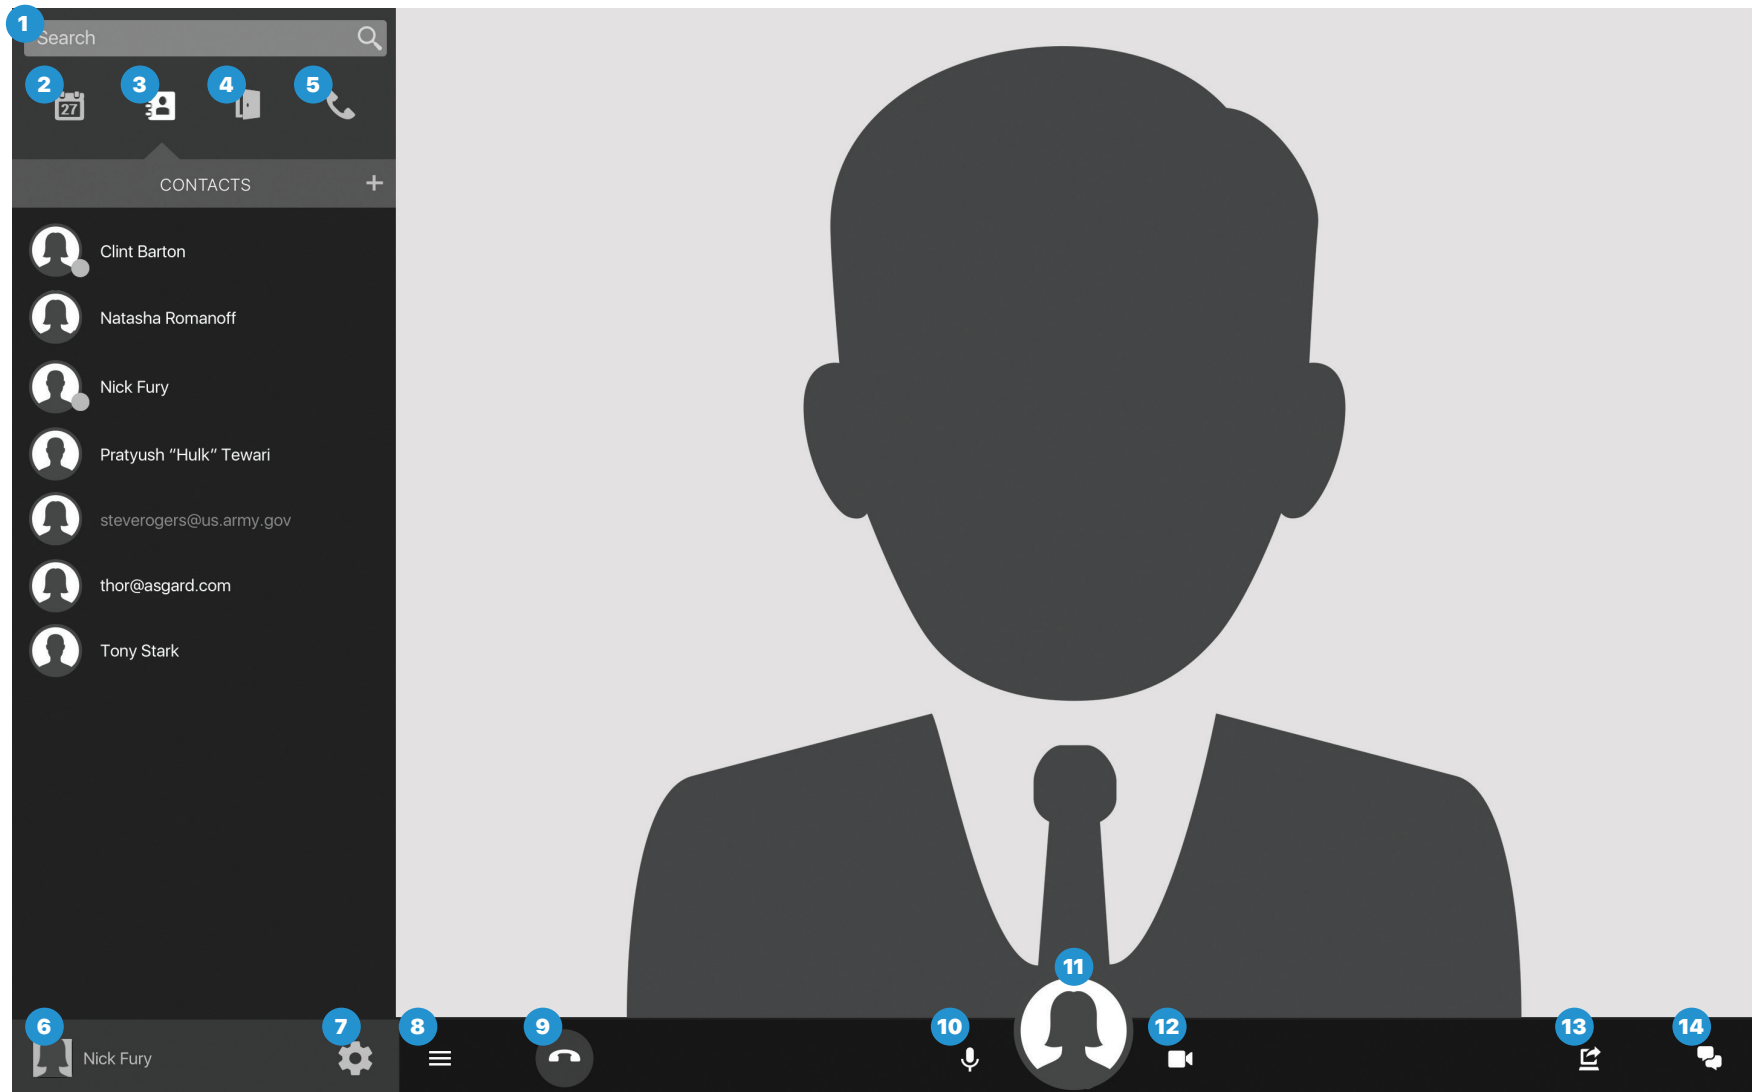 1
Search
2 3 4 5
27
CONTACTS +
Clint Barton
Natasha Romanoff
Nick Fury
Pratyush “Hulk” Tewari
steverogers@us.army.gov
thor@asgard.com
Tony Stark
11
6 7 8 9 10 12 13 14
Nick Fury